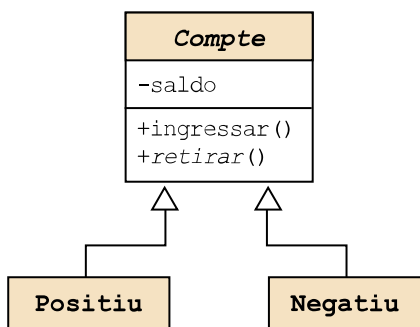 Compte
-saldo
+ingressar()
+retirar()
Positiu
Negatiu